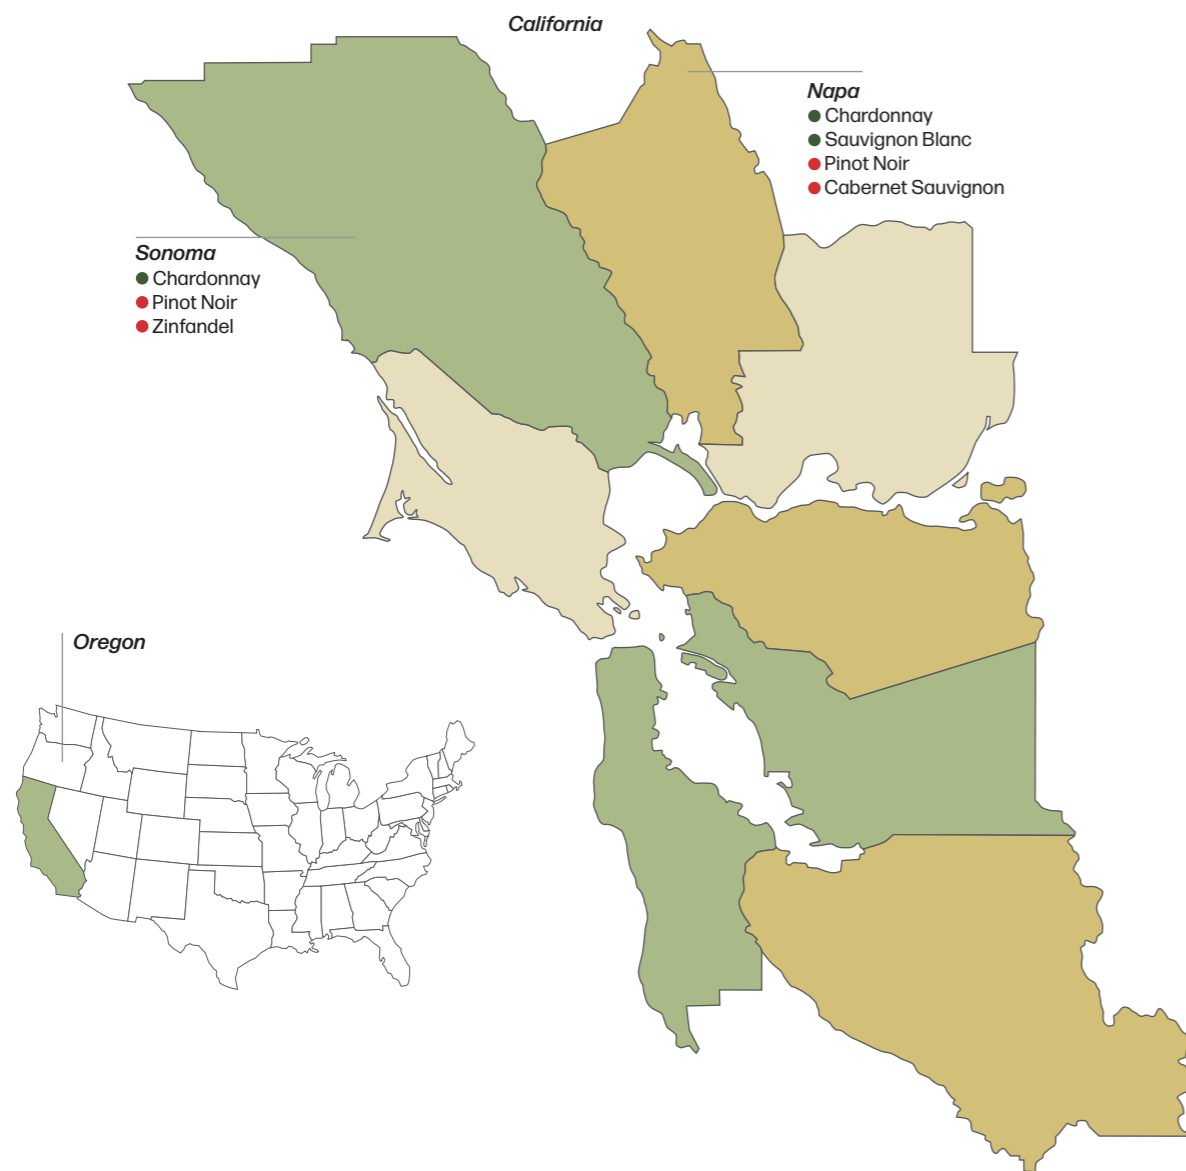 California
Napa
Chardonnay
Sauvignon Blanc
Pinot Noir
Cabernet Sauvignon
Sonoma
Chardonnay
Pinot Noir
Zinfandel
Oregon